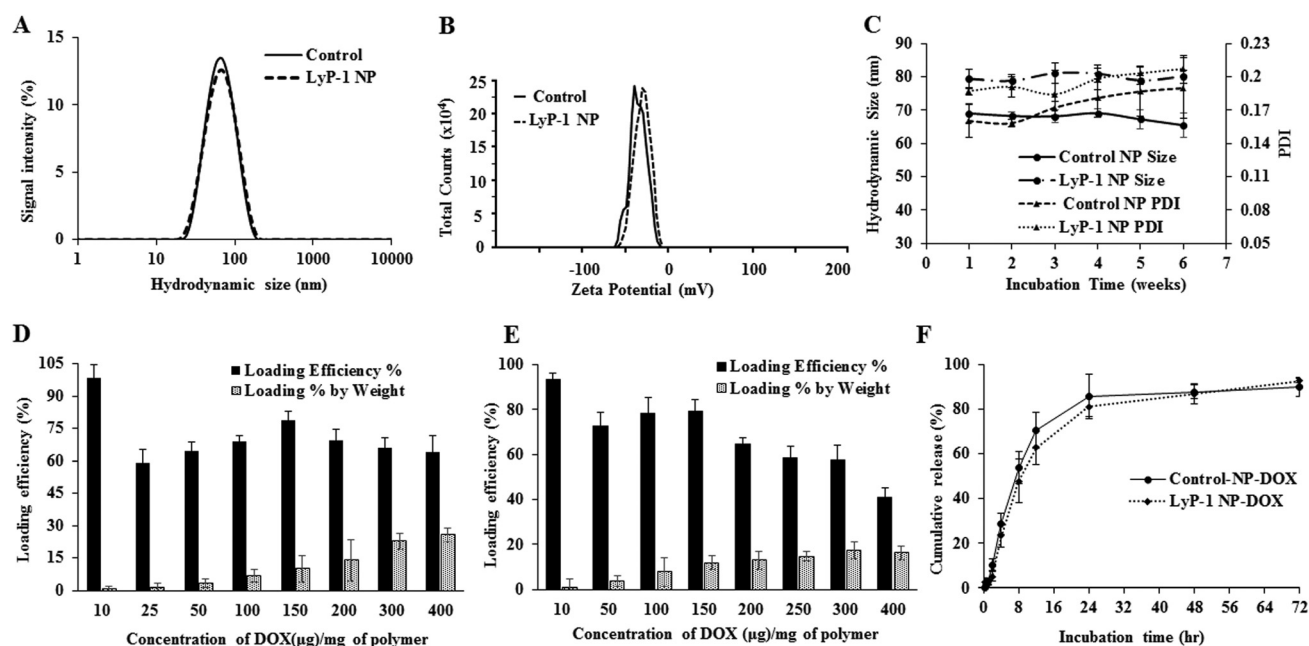 A
Signal intensity (%)
15
10
5
0
1
10
100
1000
10000
Hydrodynamic size (nm)
Control
LyP-1 NP
B
Total Counts (x10⁴)
25
20
15
10
5
0
-100
0
100
200
Zeta Potential (mV)
Control
LyP-1 NP
C
Hydrodynamic Size (nm)
90
80
70
60
50
40
30
0.23
0.2
0.17
0.14
0.11
0.08
0.05
PDI
0 1 2 3 4 5 6 7
Incubation Time (weeks)
Control NP Size
LyP-1 NP Size
Control NP PDI
LyP-1 NP PDI
D
Loading efficiency (%)
105
90
75
60
45
30
15
0
10 25 50 100 150 200 300 400
Concentration of DOX(µg)/mg of polymer
Loading Efficiency %
Loading % by Weight
E
Loading efficiency (%)
100
80
60
40
20
0
10 50 100 150 200 250 300 400
Concentration of DOX (µg)/mg of polymer
Loading Efficiency %
Loading % by Weight
F
Cumulative release (%)
100
80
60
40
20
0
0 8 16 24 32 40 48 56 64 72
Incubation time (hr)
Control-NP-DOX
LyP-1 NP-DOX